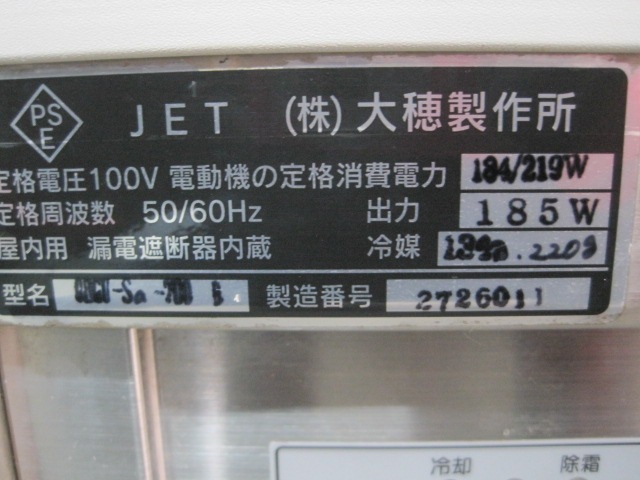 PS
E
JET (株)大穂製作所
定格電圧100V 電動機の定格消費電力 184/219W
定格周波数 50/60Hz 出力 185W
屋内用 漏電遮断器内蔵 冷媒 134a.220g
型名 製造番号 2726011
冷却 除霜